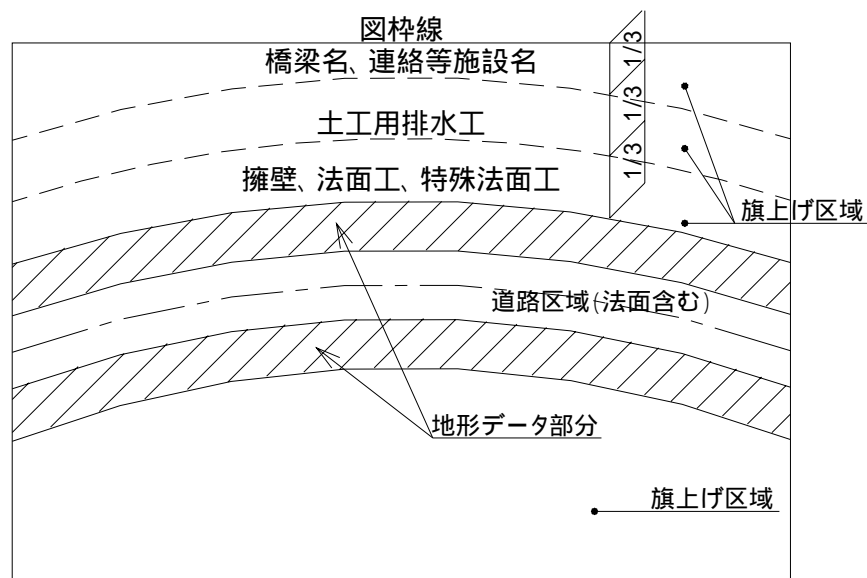 図枠線
橋梁名、連絡等施設名
1/3
1/3
土工用排水工
1/3
擁壁、法面工、特殊法面工
旗上げ区域
道路区域(法面含む)
地形データ部分
旗上げ区域